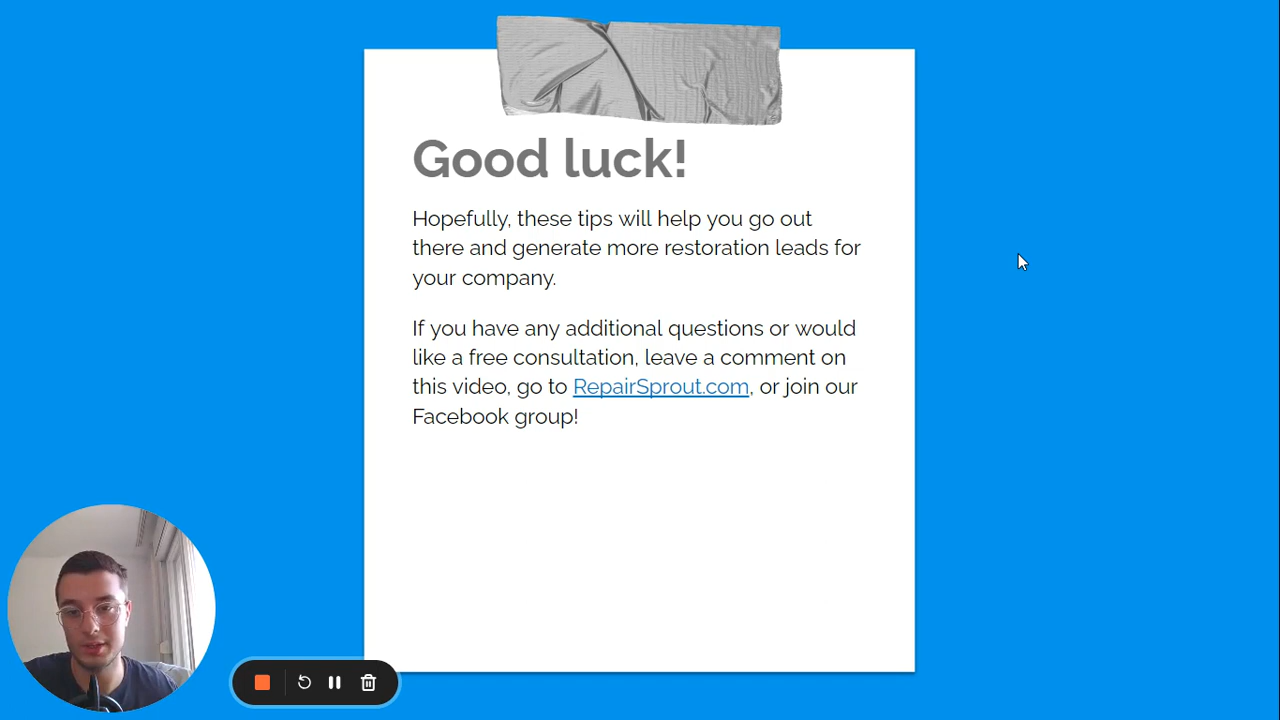 Good luck!
Hopefully, these tips will help you go out
there and generate more restoration leads for
your company.
If you have any additional questions or would
like a free consultation, leave a comment on
this video, go to RepairSprout.com, or join our
Facebook group!